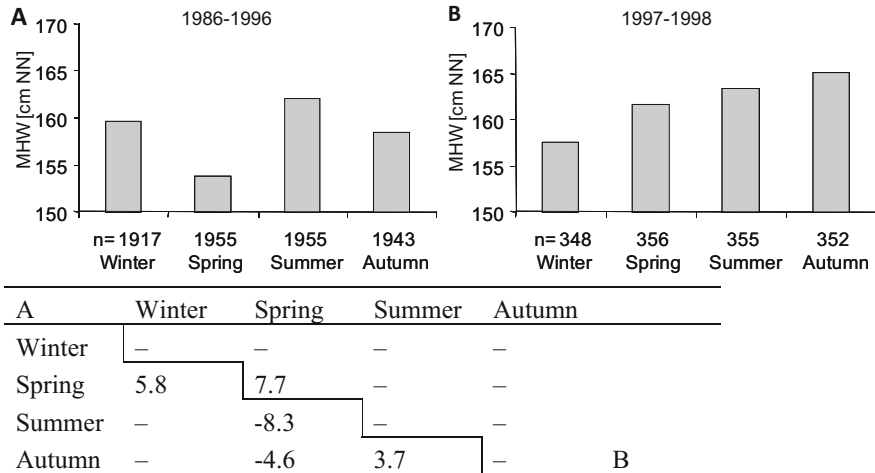 A
1986-1996
MHW [cm NN]
170
165
160
155
150
n= 1917 1955 1955 1943
Winter Spring Summer Autumn
B
1997-1998
MHW [cm NN]
170
165
160
155
150
n= 348 356 355 352
Winter Spring Summer Autumn
A Winter Spring Summer Autumn
Winter – – – –
Spring 5.8 7.7 – –
Summer – -8.3 – –
Autumn – -4.6 3.7 – B